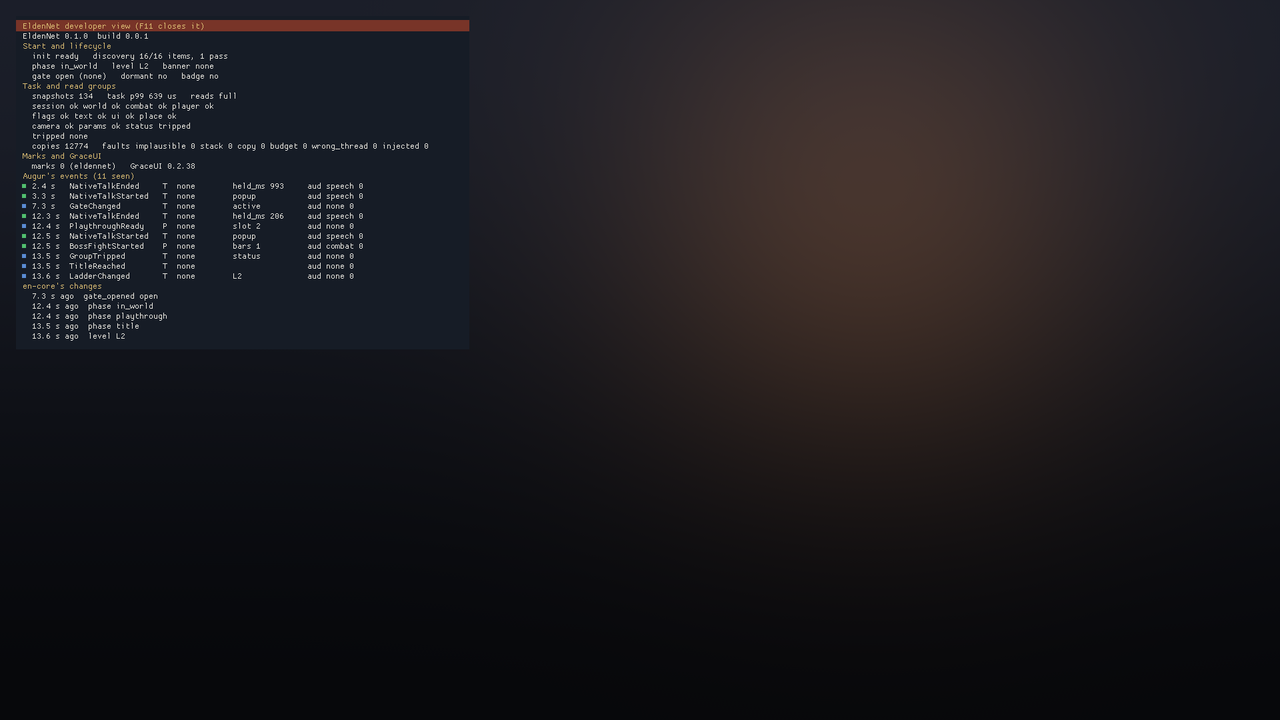 EldenNet developer view (F11 closes it)
EldenNet 0.1.0 build 0.0.1
Start and lifecycle
init ready discovery 16/16 items, 1 pass
phase in_world level L2 banner none
gate open (none) dormant no badge no
Task and read groups
snapshots 134 task p99 639 us reads full
session ok world ok combat ok player ok
flags ok text ok ui ok place ok
camera ok params ok status tripped
tripped none
copies 12774 faults implausible 0 stack 0 copy 0 budget 0 wrong_thread 0 injected 0
Marks and GraceUI
marks 0 (eldennet) GraceUI 0.2.38
Augur's events (11 seen)
2.4 s NativeTalkEnded T none held_ms 993 aud speech 0
3.3 s NativeTalkStarted T none popup aud speech 0
7.3 s GateChanged T none active aud none 0
12.3 s NativeTalkEnded T none held_ms 206 aud speech 0
12.4 s PlaythroughReady P none slot 2 aud none 0
12.5 s NativeTalkStarted T none popup aud speech 0
12.5 s BossFightStarted P none bars 1 aud combat 0
13.5 s GroupTripped T none status aud none 0
13.5 s TitleReached T none aud none 0
13.6 s LadderChanged T none L2 aud none 0
en-core's changes
7.3 s ago gate_opened open
12.4 s ago phase in_world
12.4 s ago phase playthrough
13.5 s ago phase title
13.6 s ago level L2